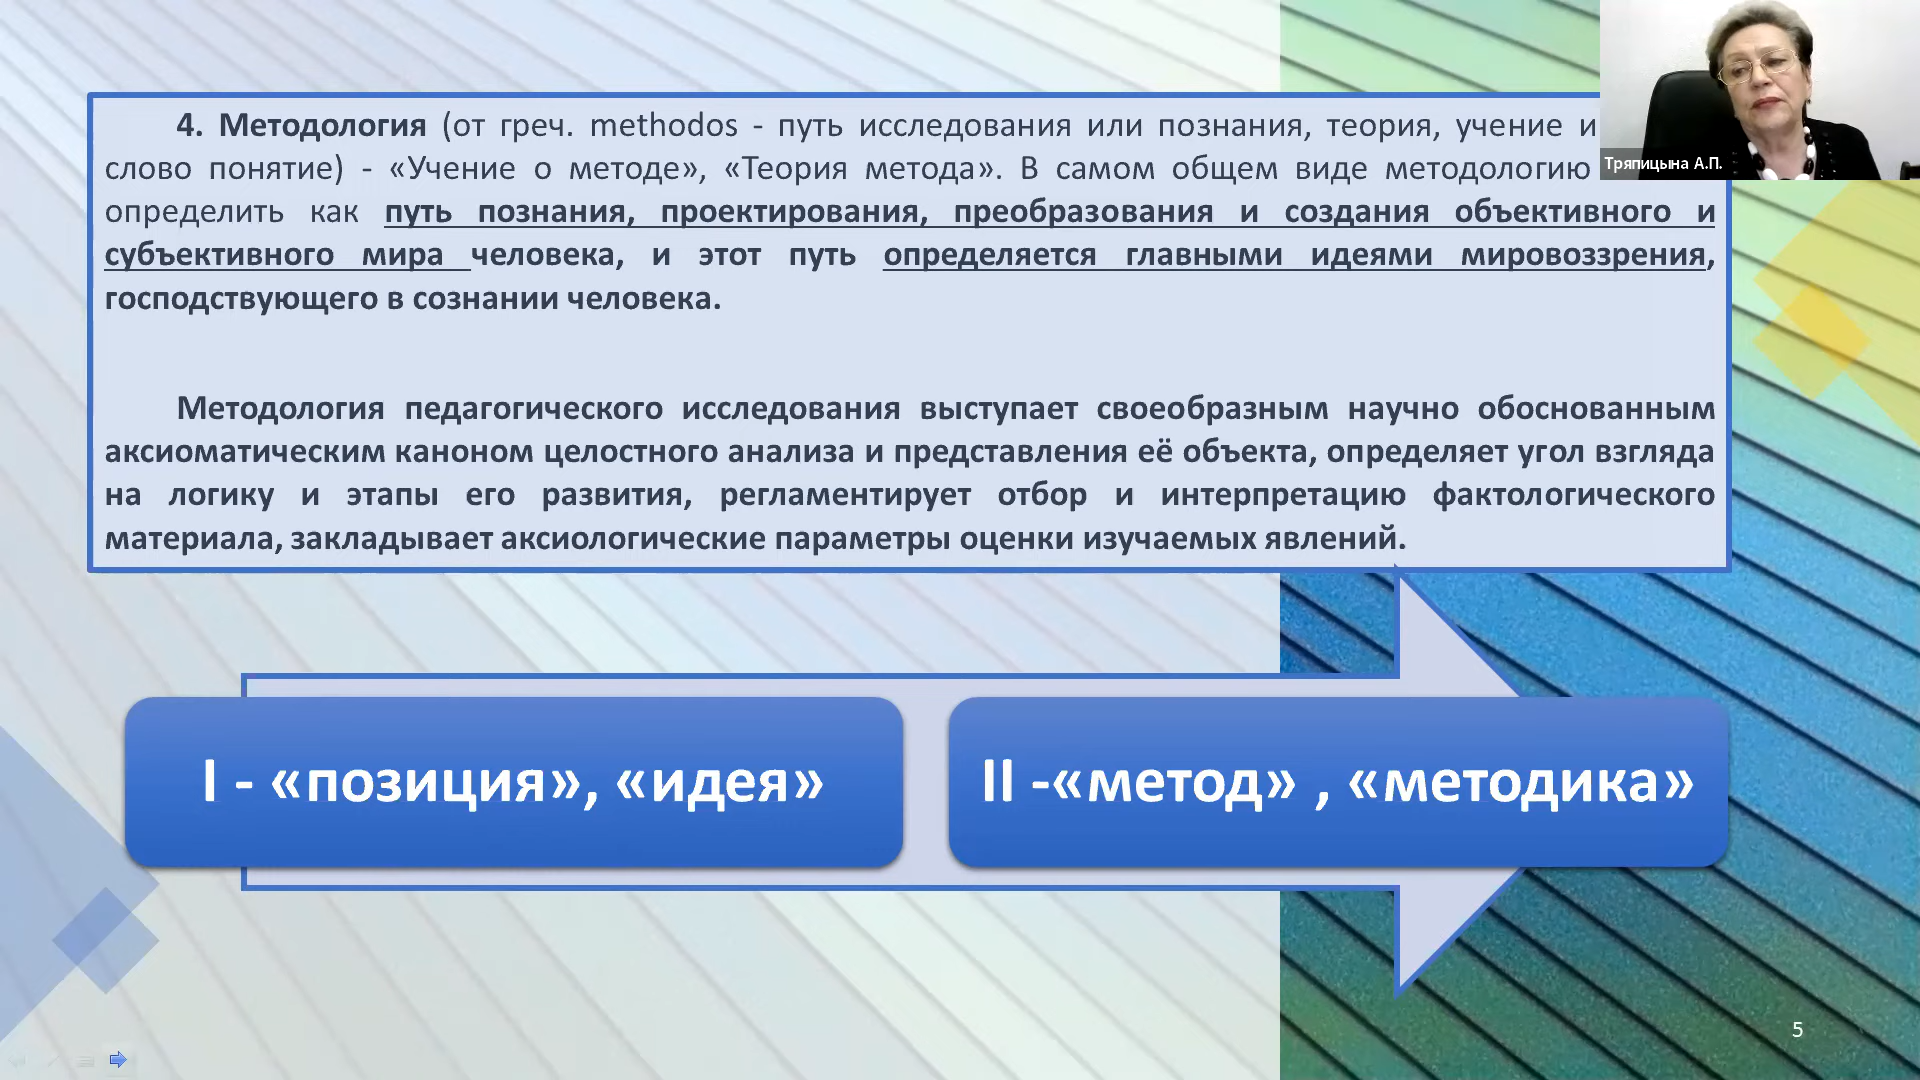 4. Методология (от греч. methodos - путь исследования или познания, теория, учение и
слово понятие) - «Учение о методе», «Теория метода». В самом общем виде методологию
определить как путь познания, проектирования, преобразования и создания объективного и
субъективного мира человека, и этот путь определяется главными идеями мировоззрения,
господствующего в сознании человека.
Методология педагогического исследования выступает своеобразным научно обоснованным
аксиоматическим каноном целостного анализа и представления её объекта, определяет угол взгляда
на логику и этапы его развития, регламентирует отбор и интерпретацию фактологического
материала, закладывает аксиологические параметры оценки изучаемых явлений.
Тряпицына А.П.
I - «позиция», «идея»
II -«метод» , «методика»
5